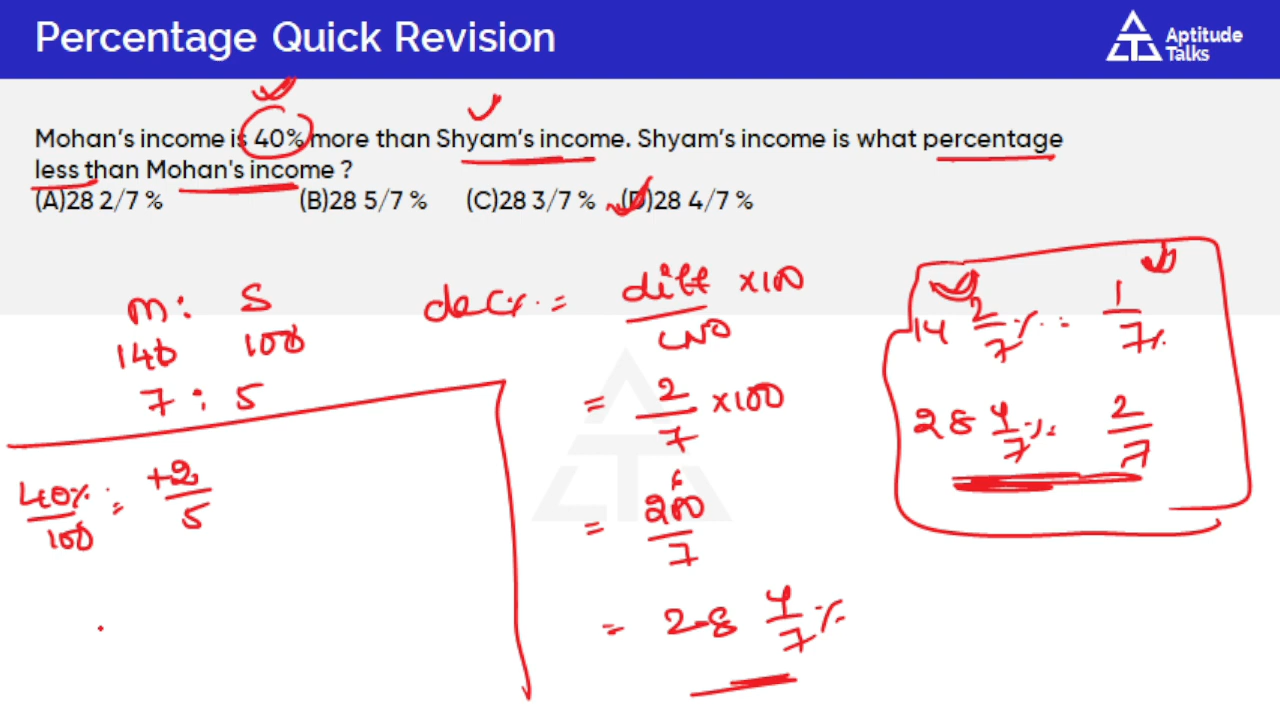 Percentage Quick Revision
Aptitude
Talks
Mohan's income is 40% more than Shyam's income. Shyam's income is what percentage
less than Mohan's income ?
(A)28 2/7 % (B)28 5/7 % (C)28 3/7 % (D)28 4/7 %
m : S
140 100
7 : 5
40%/100 = +2/5
dec% = diff/LNO ×100
= 2/7 ×100
= 200/7
= 28 4/7 %
14 2/7 % = 1/7
28 4/7 % = 2/7